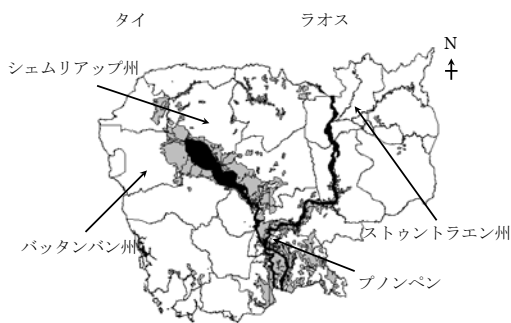 タイ
ラオス
N
シェムリアップ州
バッタンバン州
ストゥントラエン州
プノンペン